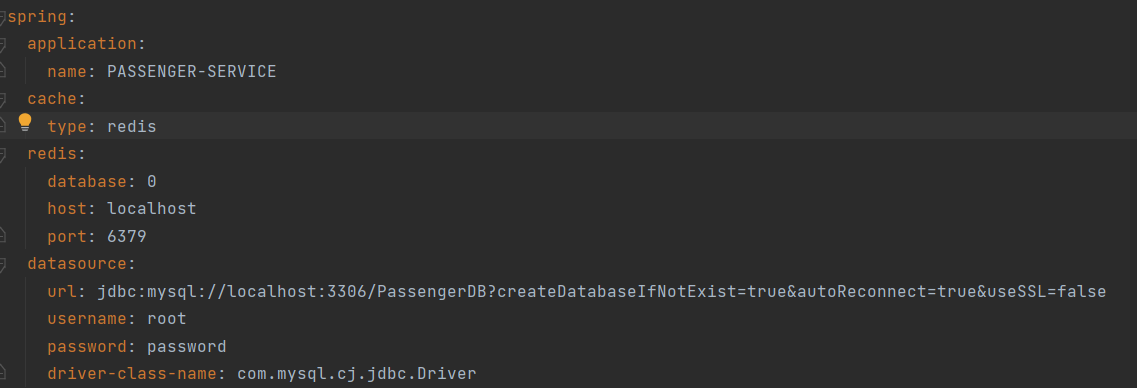 spring:
  application:
    name: PASSENGER-SERVICE
  cache:
    type: redis
  redis:
    database: 0
    host: localhost
    port: 6379
  datasource:
    url: jdbc:mysql://localhost:3306/PassengerDB?createDatabaseIfNotExist=true&autoReconnect=true&useSSL=false
    username: root
    password: password
    driver-class-name: com.mysql.cj.jdbc.Driver